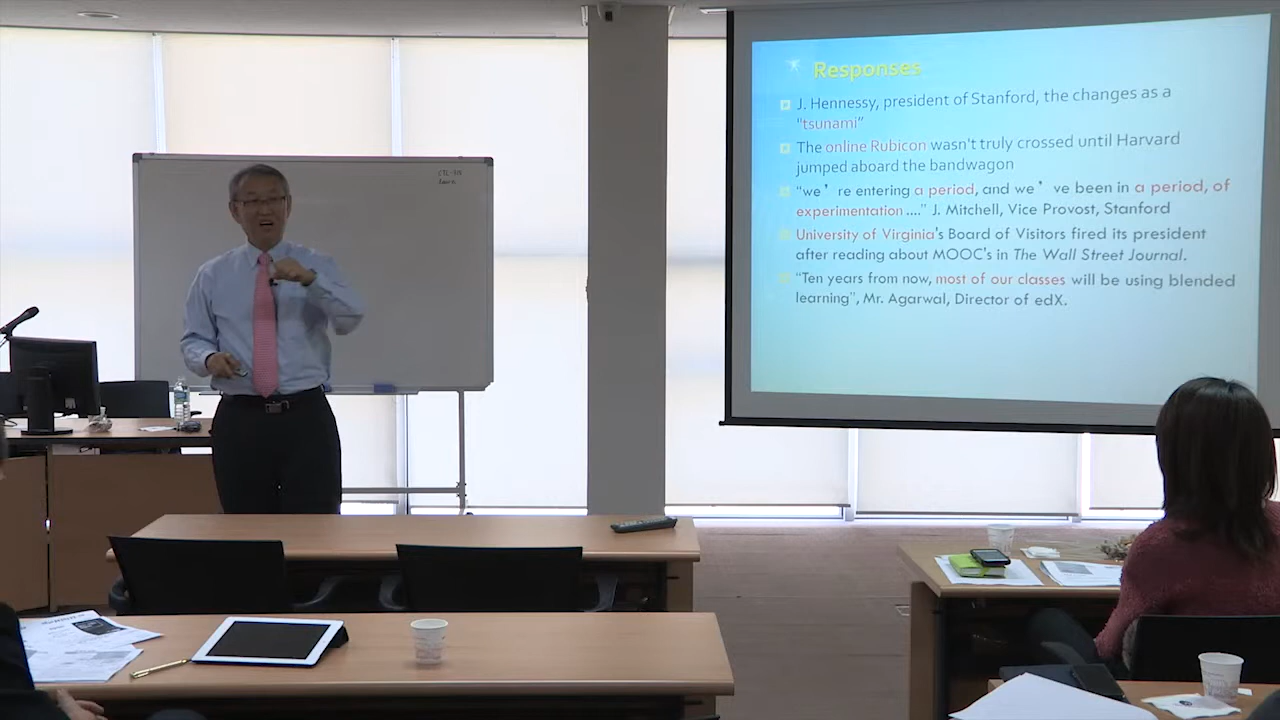 CTL-301
Responses
J. Hennessy, president of Stanford, the changes as a
"tsunami"
The online Rubicon wasn't truly crossed until Harvard
jumped aboard the bandwagon
"we ' re entering a period, and we ' ve been in a period, of
experimentation ...." J. Mitchell, Vice Provost, Stanford
University of Virginia's Board of Visitors fired its president
after reading about MOOC's in The Wall Street Journal.
"Ten years from now, most of our classes will be using blended
learning", Mr. Agarwal, Director of edX.